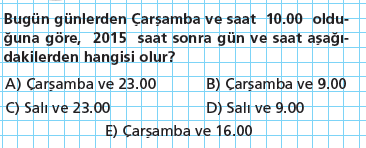 Bugün günlerden Çarşamba ve saat 10.00 oldu-
ğuna göre, 2015 saat sonra gün ve saat aşağı-
dakilerden hangisi olur?
A) Çarşamba ve 23.00 B) Çarşamba ve 9.00
C) Salı ve 23.00 D) Salı ve 9.00
E) Çarşamba ve 16.00